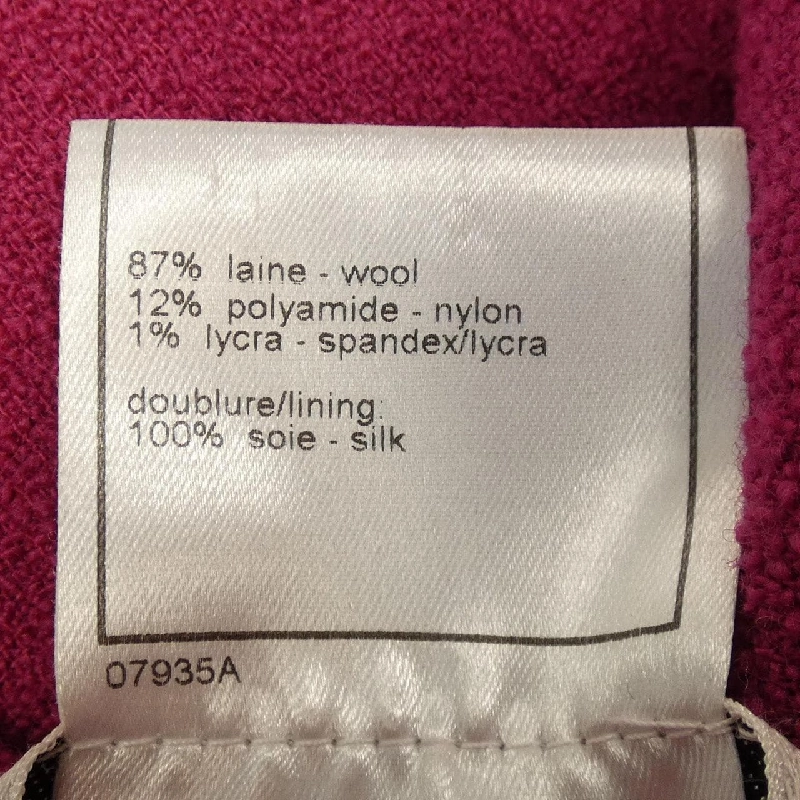 87% laine - wool
12% polyamide - nylon
1% lycra - spandex/lycra
doublure/lining:
100% soie - silk
07935A